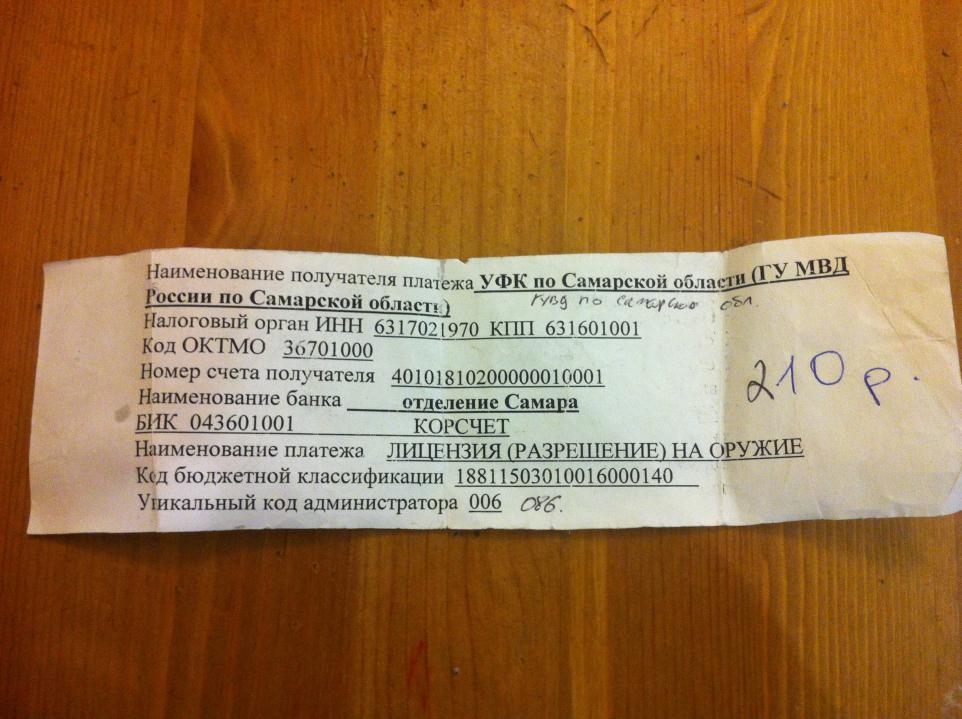 Наименование получателя платежа УФК по Самарской области (ГУ МВД
России по Самарской области) ГУВД по Самарской обл.
Налоговый орган ИНН 6317021970 КПП 631601001
Код ОКТМО 36701000
Номер счета получателя 40101810200000010001
Наименование банка отделение Самара
БИК 043601001 КОРСЧЕТ
Наименование платежа ЛИЦЕНЗИЯ (РАЗРЕШЕНИЕ) НА ОРУЖИЕ
Код бюджетной классификации 18811503010016000140
Уникальный код администратора 006 086.
210 р.